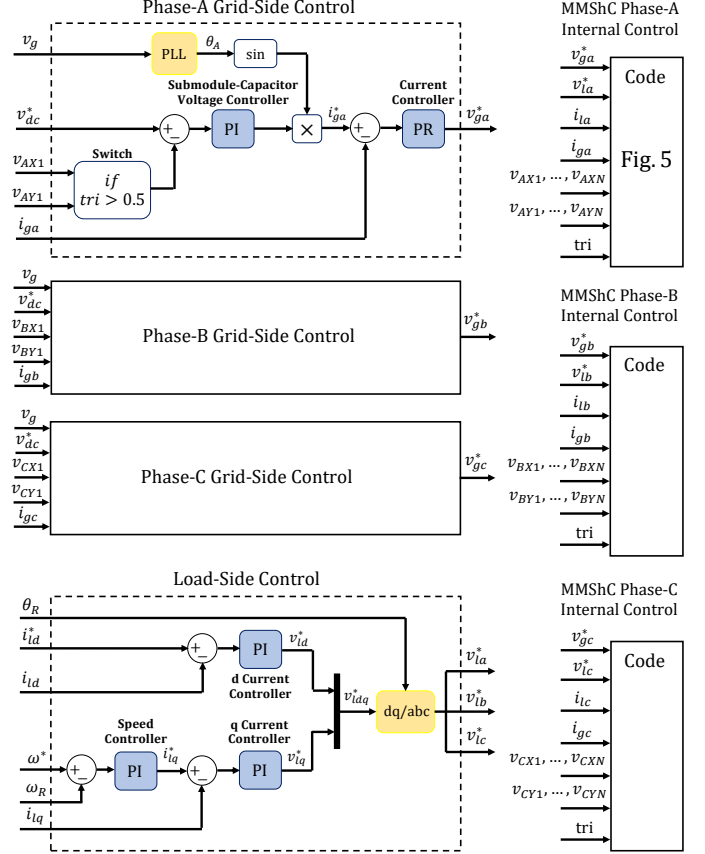 Phase-A Grid-Side Control
v_g
PLL
θ_A
sin
Submodule-Capacitor
Voltage Controller
v*_dc
+
−
PI
×
i*_ga
+
−
Current
Controller
PR
v*_ga
v_AX1
v_AY1
Switch
if
tri > 0.5
i_ga
v_g
v*_dc
v_BX1
v_BY1
i_gb
Phase-B Grid-Side Control
v*_gb
v_g
v*_dc
v_CX1
v_CY1
i_gc
Phase-C Grid-Side Control
v*_gc
Load-Side Control
θ_R
i*_ld
+
−
PI
v*_ld
i_ld
d Current
Controller
v*_ldq
dq/abc
v*_la
v*_lb
v*_lc
Speed
Controller
q Current
Controller
ω*
+
−
PI
i*_lq
+
−
PI
v*_lq
ω_R
i_lq
MMShC Phase-A
Internal Control
v*_ga
v*_la
i_la
i_ga
v_AX1, ..., v_AXN
v_AY1, ..., v_AYN
tri
Code
Fig. 5
MMShC Phase-B
Internal Control
v*_gb
v*_lb
i_lb
i_gb
v_BX1, ..., v_BXN
v_BY1, ..., v_BYN
tri
Code
MMShC Phase-C
Internal Control
v*_gc
v*_lc
i_lc
i_gc
v_CX1, ..., v_CXN
v_CY1, ..., v_CYN
tri
Code